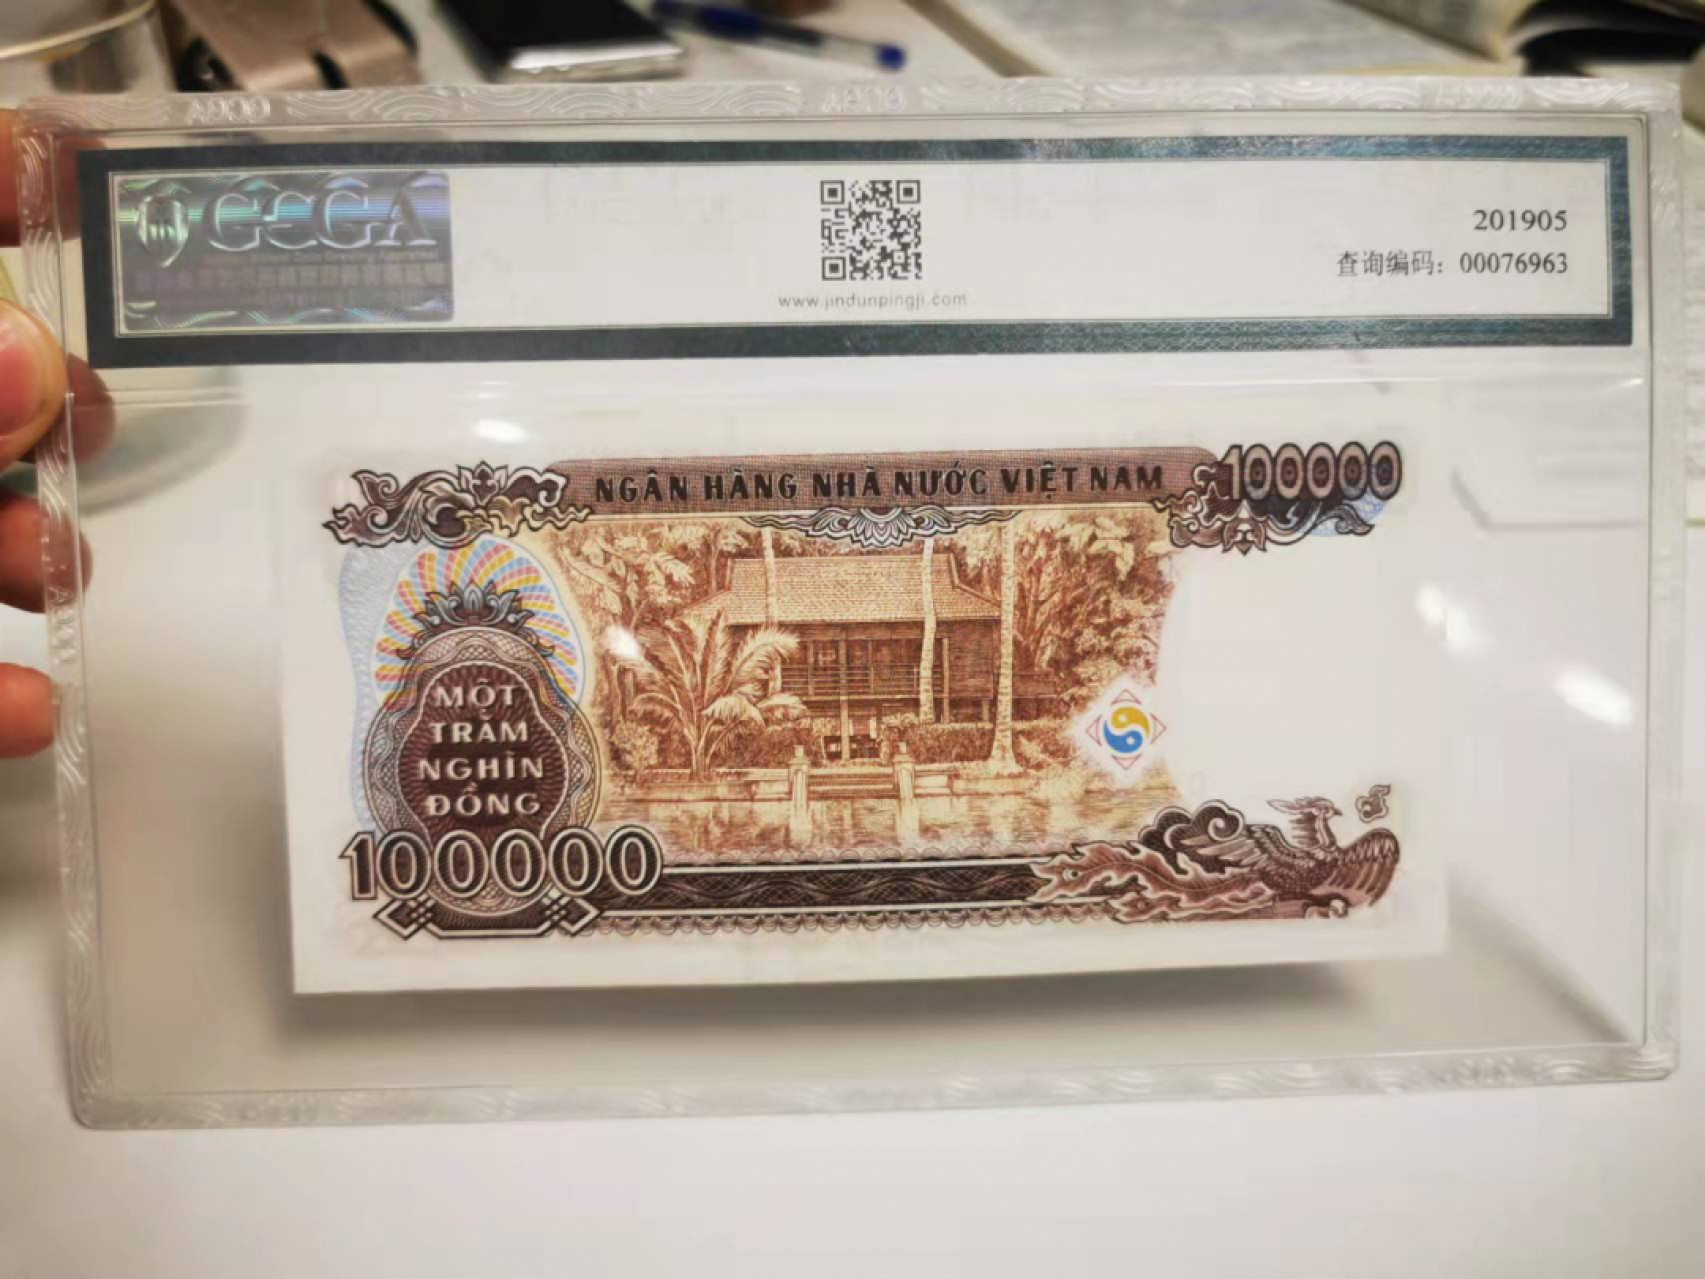 GEGA
201905
查询编码：00076963
www.jindunpingji.com
NGÂN HÀNG NHÀ NƯỚC VIỆT NAM
100000
MỘT
TRĂM
NGHÌN
ĐỒNG
100000